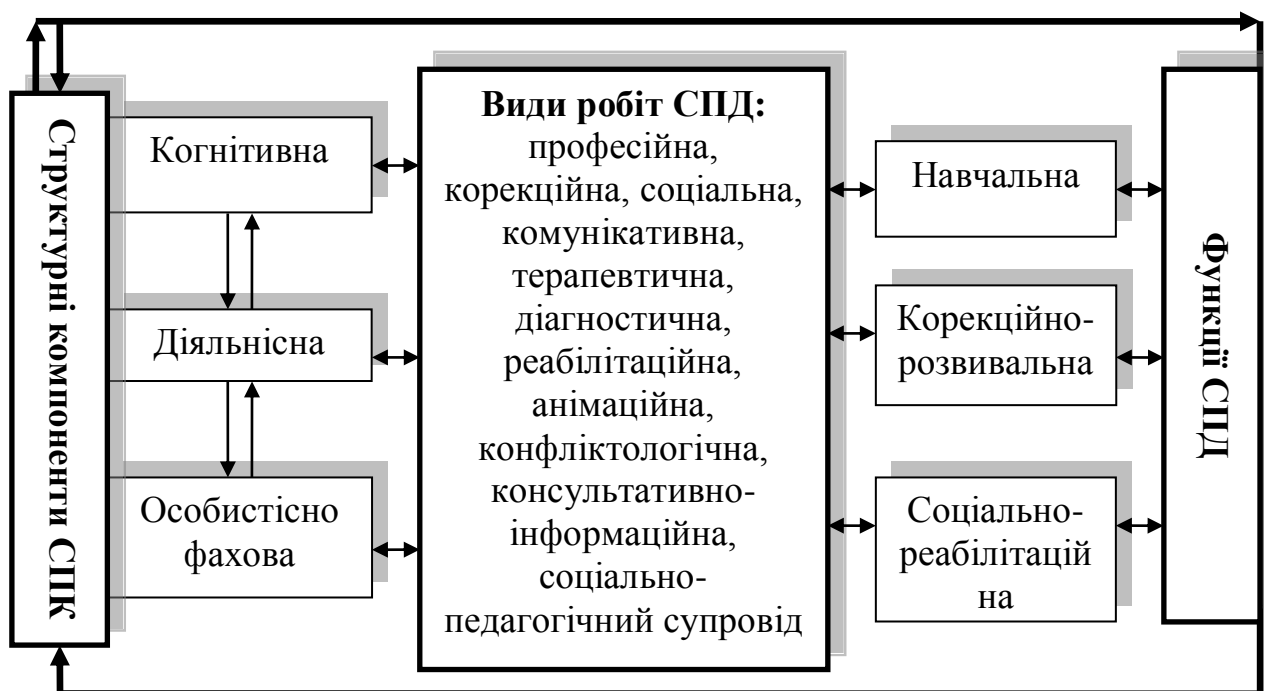 Структурні компоненти СПК
Когнітивна
Діяльнісна
Особистісно
фахова
Види робіт СПД:
професійна,
корекційна, соціальна,
комунікативна,
терапевтична,
діагностична,
реабілітаційна,
анімаційна,
конфліктологічна,
консультативно-
інформаційна,
соціально-
педагогічний супровід
Навчальна
Корекційно-
розвивальна
Соціально-
реабілітацій
на
Функції СПД